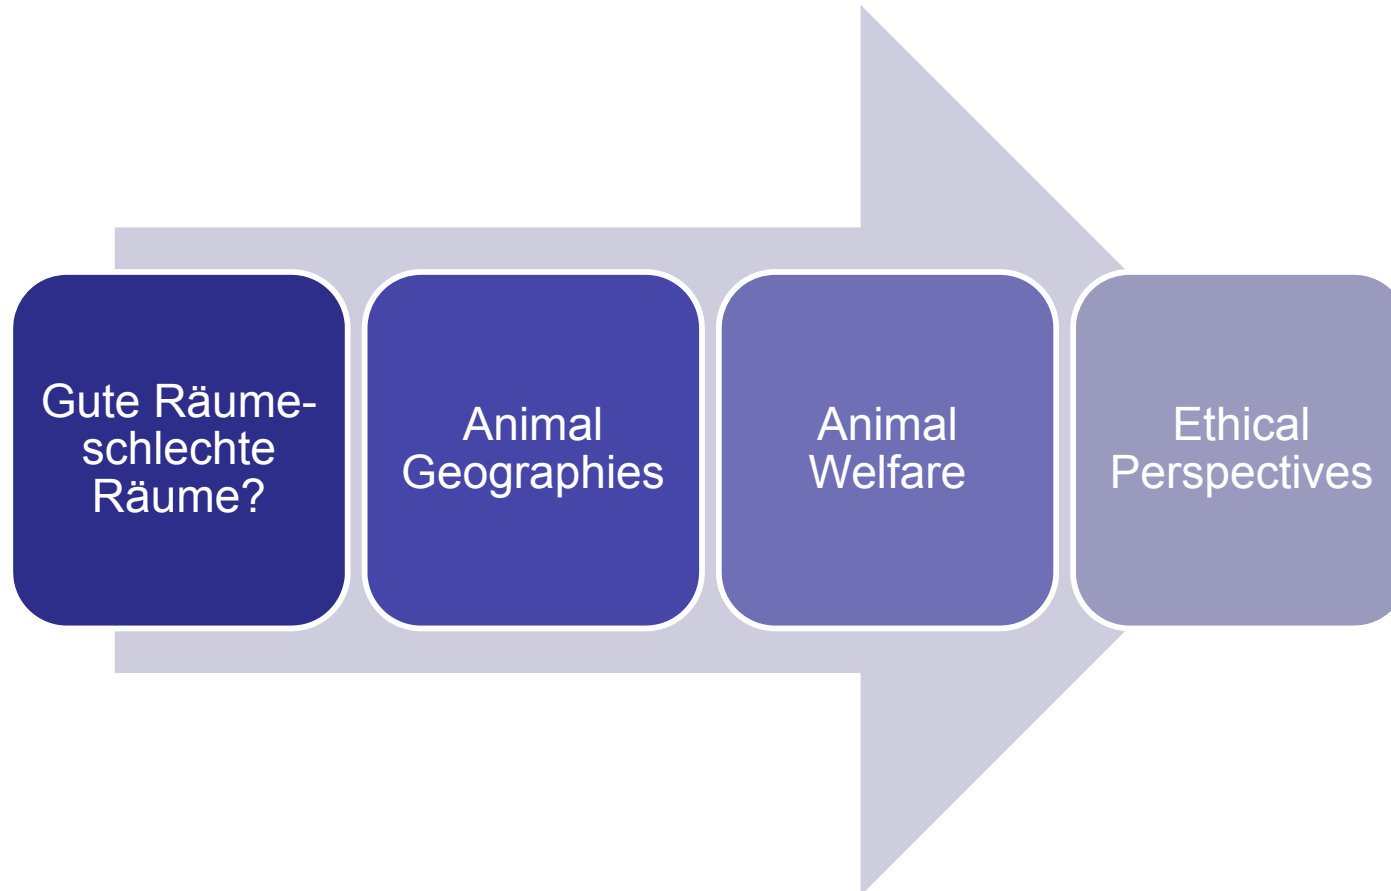 Gute Räume-
schlechte
Räume?
Animal
Geographies
Animal
Welfare
Ethical
Perspectives